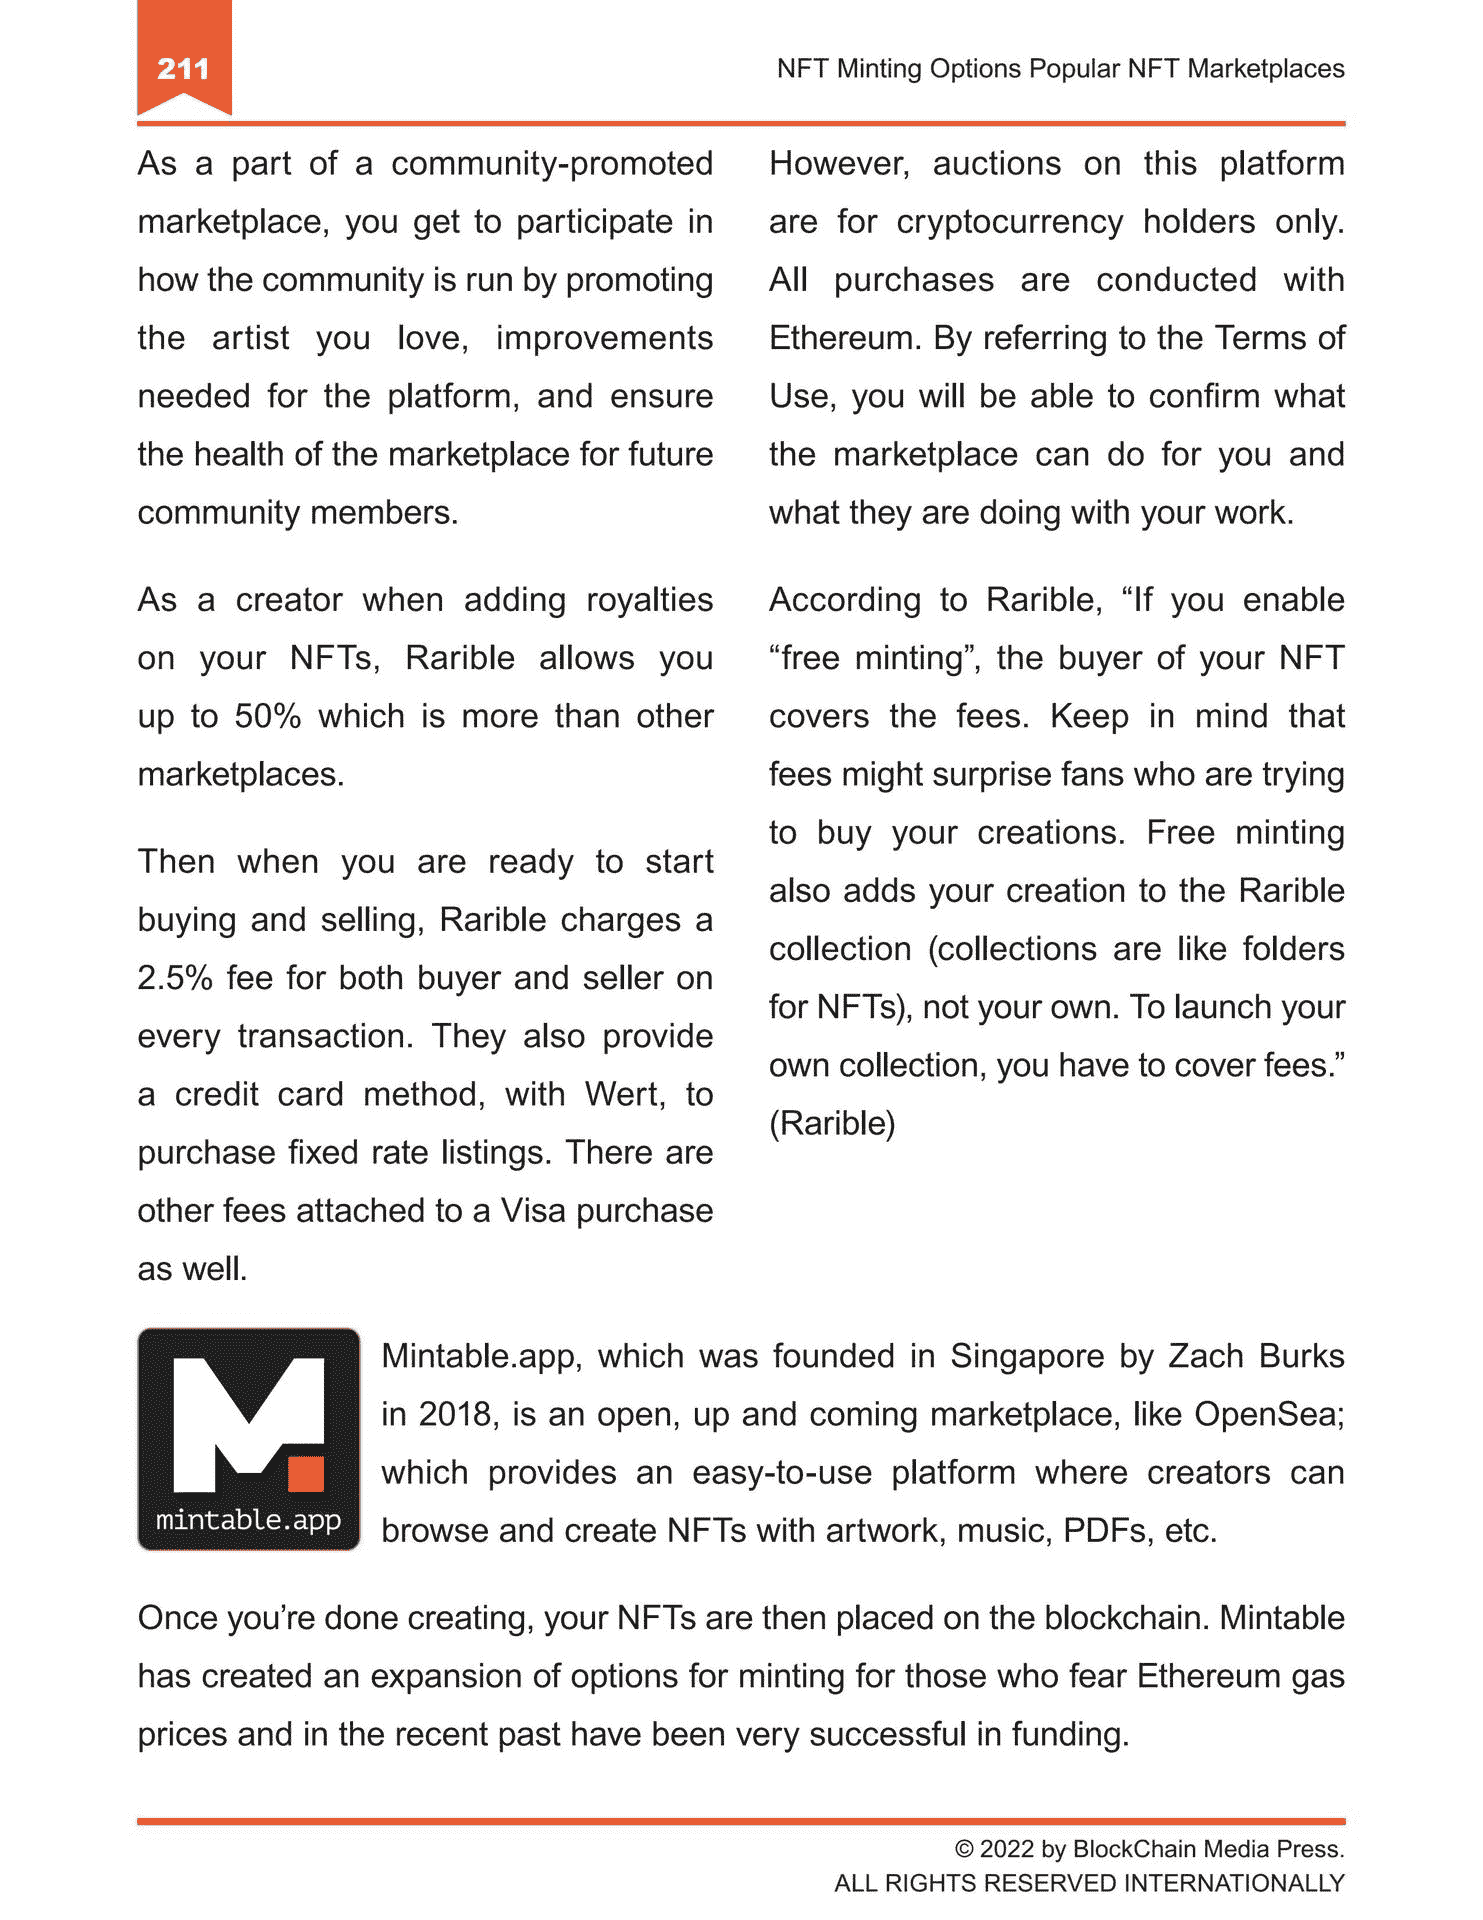 211
NFT Minting Options Popular NFT Marketplaces
As a part of a community-promoted
marketplace, you get to participate in
how the community is run by promoting
the artist you love, improvements
needed for the platform, and ensure
the health of the marketplace for future
community members.
As a creator when adding royalties
on your NFTs, Rarible allows you
up to 50% which is more than other
marketplaces.
Then when you are ready to start
buying and selling, Rarible charges a
2.5% fee for both buyer and seller on
every transaction. They also provide
a credit card method, with Wert, to
purchase fixed rate listings. There are
other fees attached to a Visa purchase
as well.
However, auctions on this platform
are for cryptocurrency holders only.
All purchases are conducted with
Ethereum. By referring to the Terms of
Use, you will be able to confirm what
the marketplace can do for you and
what they are doing with your work.
According to Rarible, “If you enable
“free minting”, the buyer of your NFT
covers the fees. Keep in mind that
fees might surprise fans who are trying
to buy your creations. Free minting
also adds your creation to the Rarible
collection (collections are like folders
for NFTs), not your own. To launch your
own collection, you have to cover fees.”
(Rarible)
M
mintable.app
Mintable.app, which was founded in Singapore by Zach Burks
in 2018, is an open, up and coming marketplace, like OpenSea;
which provides an easy-to-use platform where creators can
browse and create NFTs with artwork, music, PDFs, etc.
Once you’re done creating, your NFTs are then placed on the blockchain. Mintable
has created an expansion of options for minting for those who fear Ethereum gas
prices and in the recent past have been very successful in funding.
© 2022 by BlockChain Media Press.
ALL RIGHTS RESERVED INTERNATIONALLY